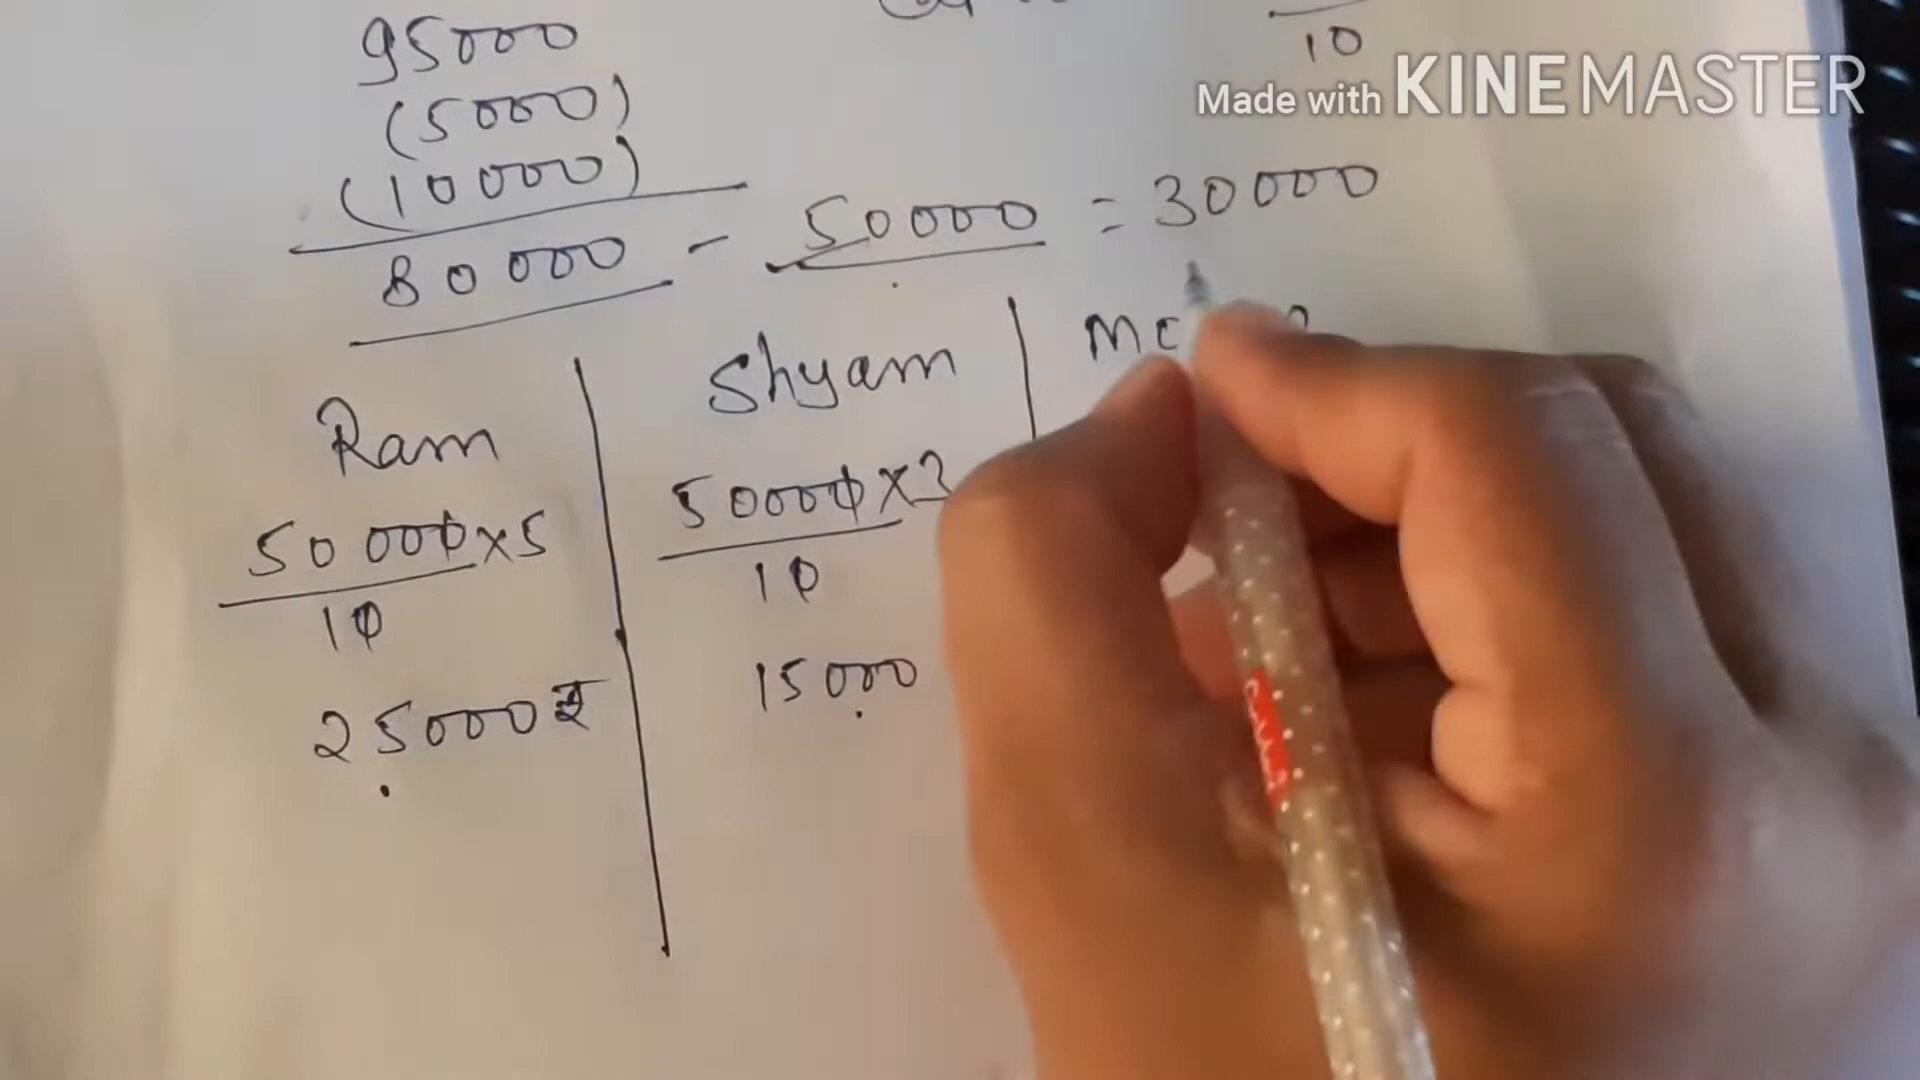 95000
(5000)
(10000)
10
Made with KINEMASTER
80000 - 50000 = 30000
Ram
Shyam
50000x5
10
50000x3
10
25000₹
15000